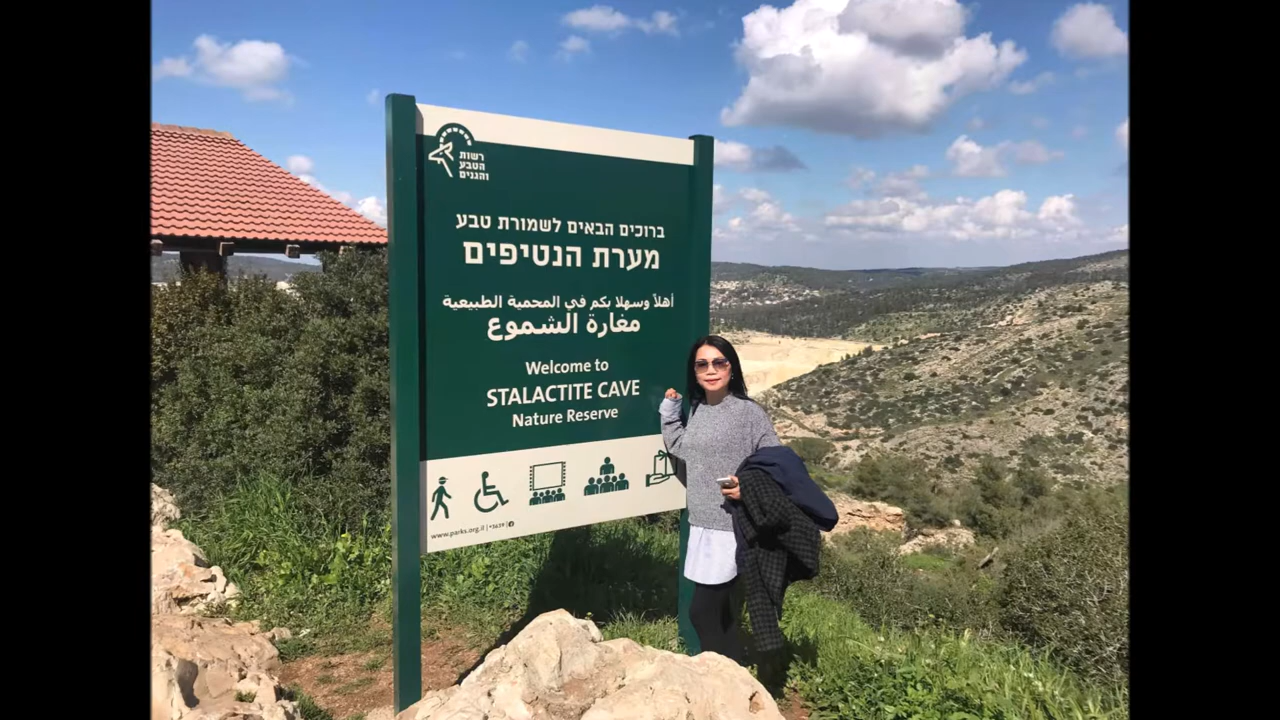 רשות
הטבע
והגנים
ברוכים הבאים לשמורת טבע
מערת הנטיפים
أهلاً وسهلا بكم في المحمية الطبيعية
مغارة الشموع
Welcome to
STALACTITE CAVE
Nature Reserve
www.parks.org.il | *3639 |